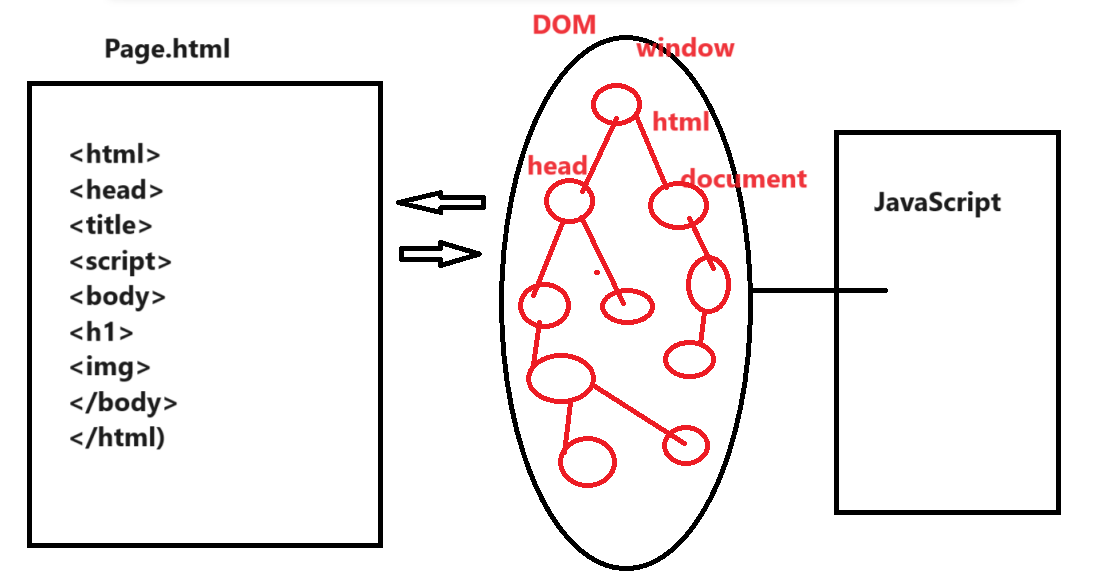 Page.html
<html>
<head>
<title>
<script>
<body>
<h1>
<img>
</body>
</html)
DOM
window
html
head
document
JavaScript